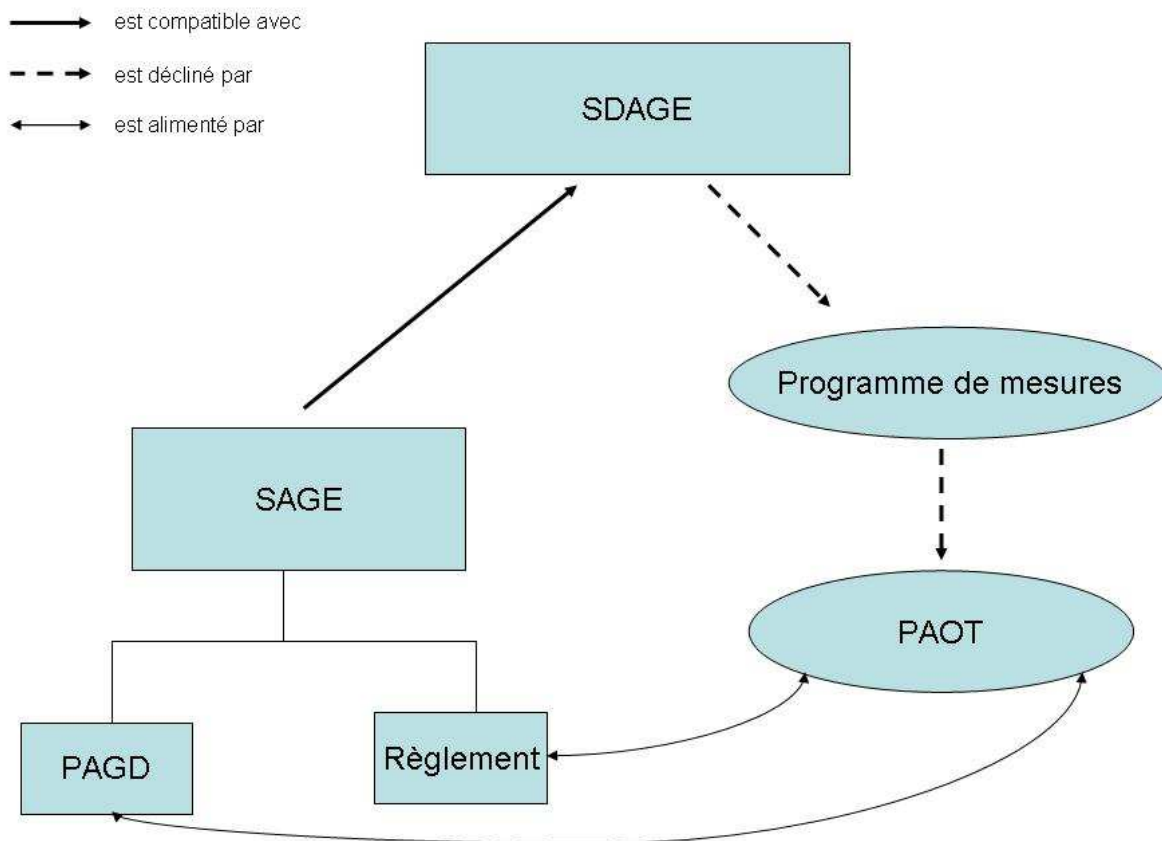 est compatible avec
est décliné par
est alimenté par
SDAGE
Programme de mesures
SAGE
PAOT
PAGD
Règlement